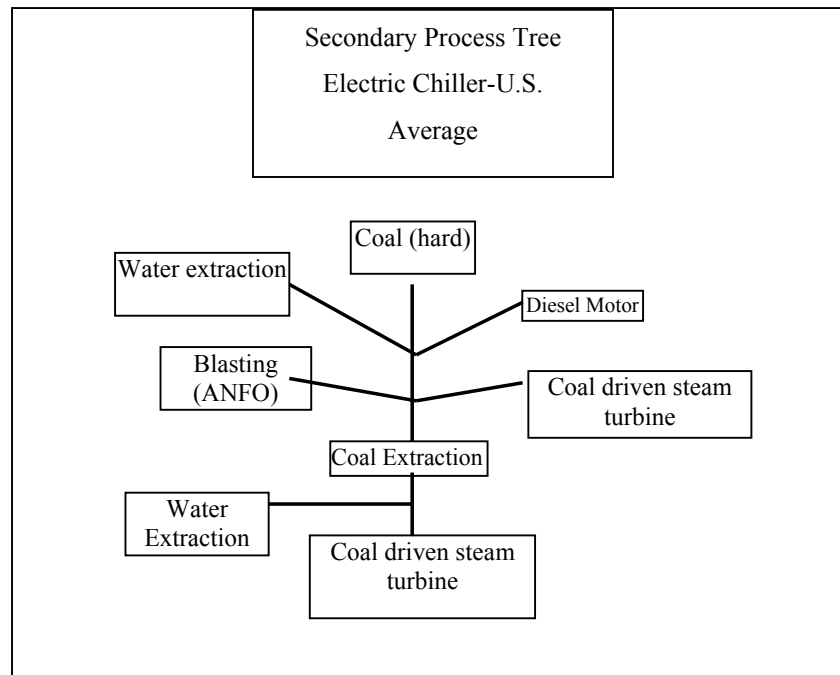 Secondary Process Tree
Electric Chiller-U.S.
Average
Coal (hard)
Water extraction
Diesel Motor
Blasting
(ANFO)
Coal driven steam
turbine
Coal Extraction
Water
Extraction
Coal driven steam
turbine